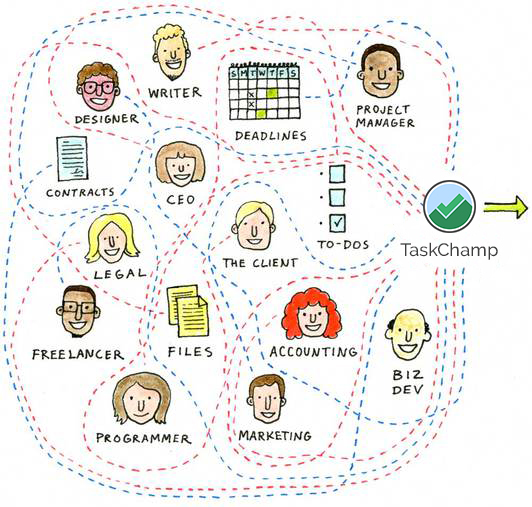 WRITER
DESIGNER
S M T W T F S
x
x
DEADLINES
PROJECT
MANAGER
CONTRACTS
CEO
TO-DOS
TaskChamp
LEGAL
THE CLIENT
FREELANCER
FILES
ACCOUNTING
BIZ
DEV
PROGRAMMER
MARKETING